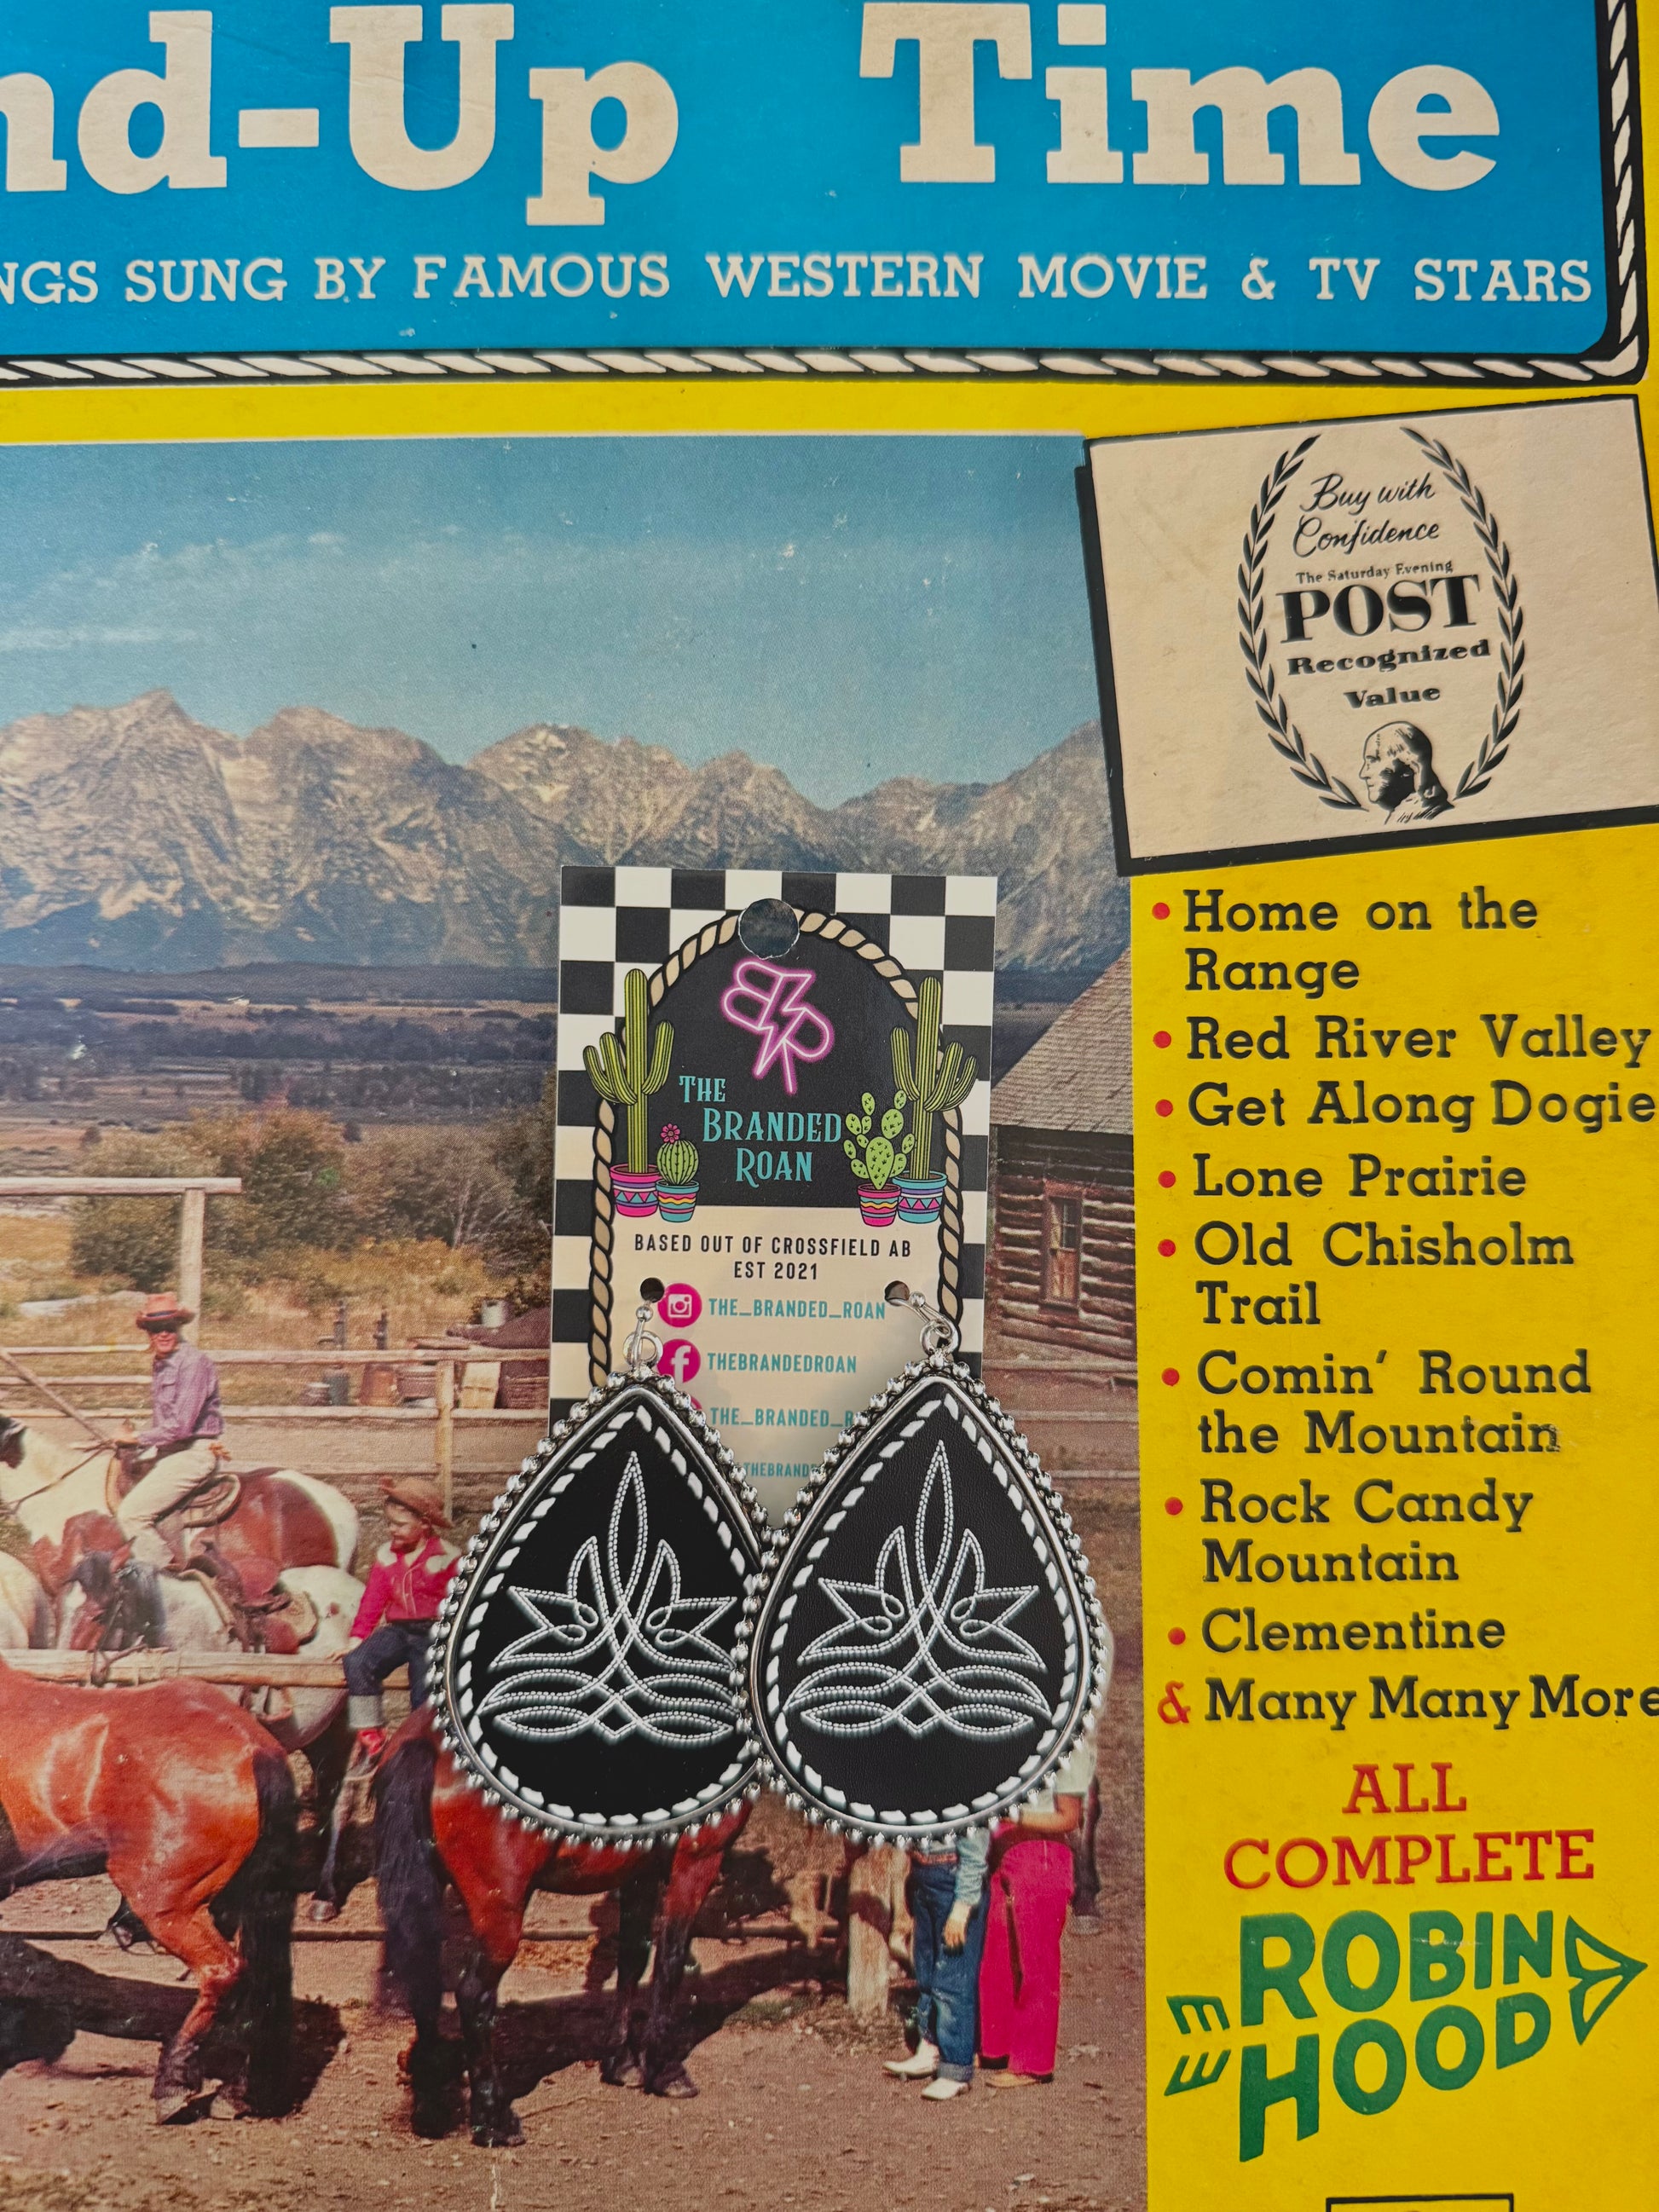 nd-Up Time
NGS SUNG BY FAMOUS WESTERN MOVIE & TV STARS
Buy with
Confidence
The Saturday Evening
POST
Recognized
Value
• Home on the
Range
• Red River Valley
• Get Along Dogie
• Lone Prairie
• Old Chisholm
Trail
• Comin' Round
the Mountain
• Rock Candy
Mountain
• Clementine
& Many Many More
ALL
COMPLETE
ROBIN
HOOD
BR
THE
BRANDED
ROAN
BASED OUT OF CROSSFIELD AB
EST 2021
THE_BRANDED_ROAN
THEBRANDEDROAN
THE_BRANDED_R
THEBRAND